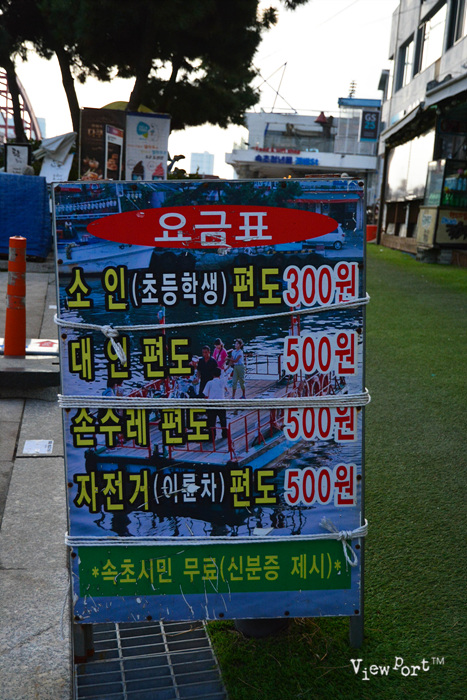 요금표
소 인(초등학생) 편도 300원
대 인 편도 500원
손수레 편도 500원
자전거 (이륜차) 편도 500원
*속초시민 무료(신분증 제시)*
GS25
View Port™